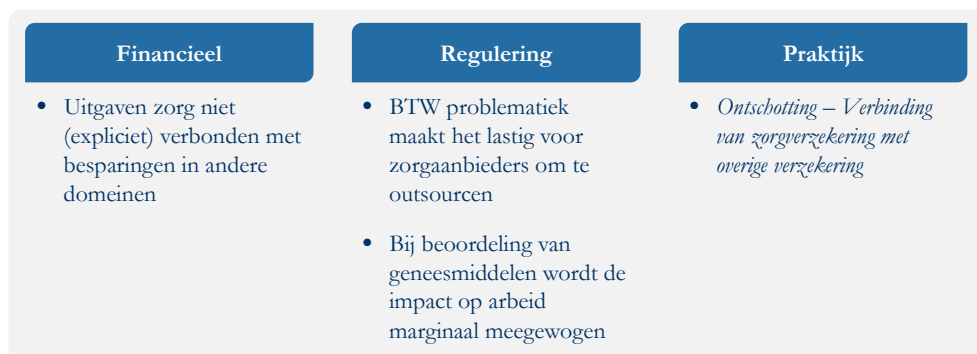 Financieel
• Uitgaven zorg niet
(expliciet) verbonden met
besparingen in andere
domeinen
Regulering
• BTW problematiek
maakt het lastig voor
zorgaanbieders om te
outsourcen
• Bij beoordeling van
geneesmiddelen wordt de
impact op arbeid
marginaal meegewogen
Praktijk
• Ontschotting – Verbinding
van zorgverzekering met
overige verzekering